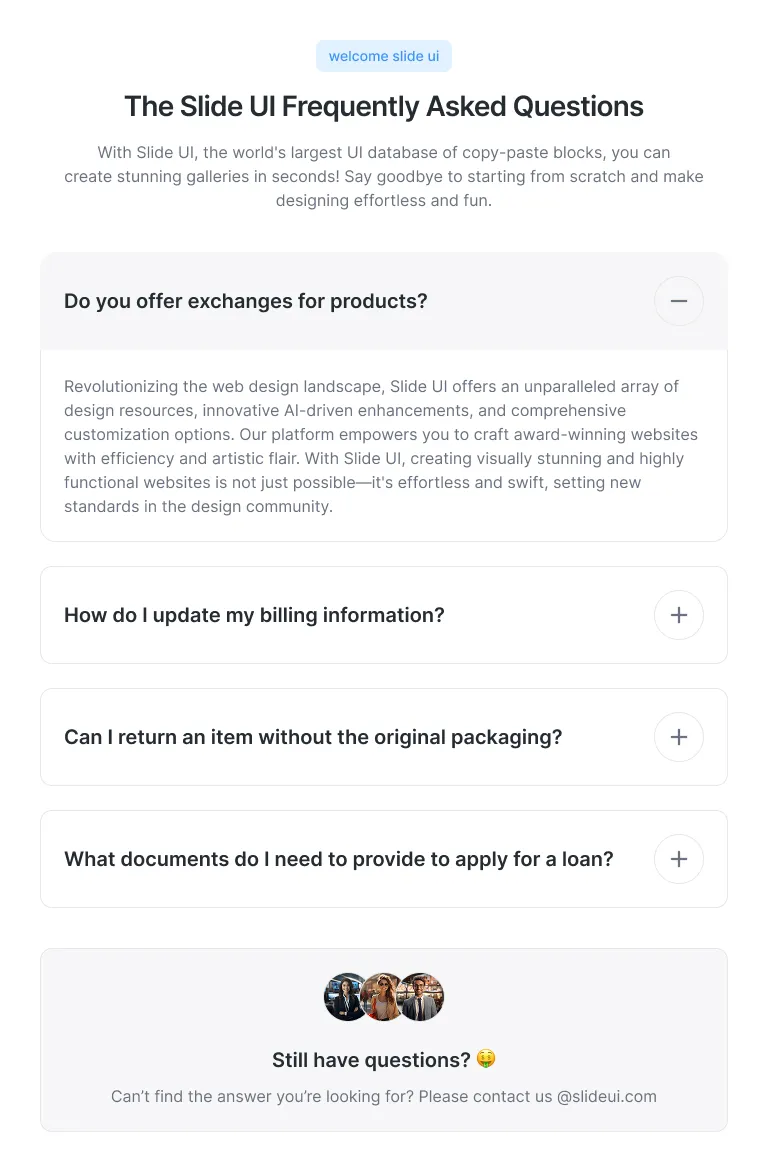 welcome slide ui
The Slide UI Frequently Asked Questions
With Slide UI, the world's largest UI database of copy-paste blocks, you can
create stunning galleries in seconds! Say goodbye to starting from scratch and make
designing effortless and fun.
Do you offer exchanges for products?
Revolutionizing the web design landscape, Slide UI offers an unparalleled array of
design resources, innovative AI-driven enhancements, and comprehensive
customization options. Our platform empowers you to craft award-winning websites
with efficiency and artistic flair. With Slide UI, creating visually stunning and highly
functional websites is not just possible—it's effortless and swift, setting new
standards in the design community.
How do I update my billing information?
Can I return an item without the original packaging?
What documents do I need to provide to apply for a loan?
Still have questions? 🤑
Can’t find the answer you’re looking for? Please contact us @slideui.com